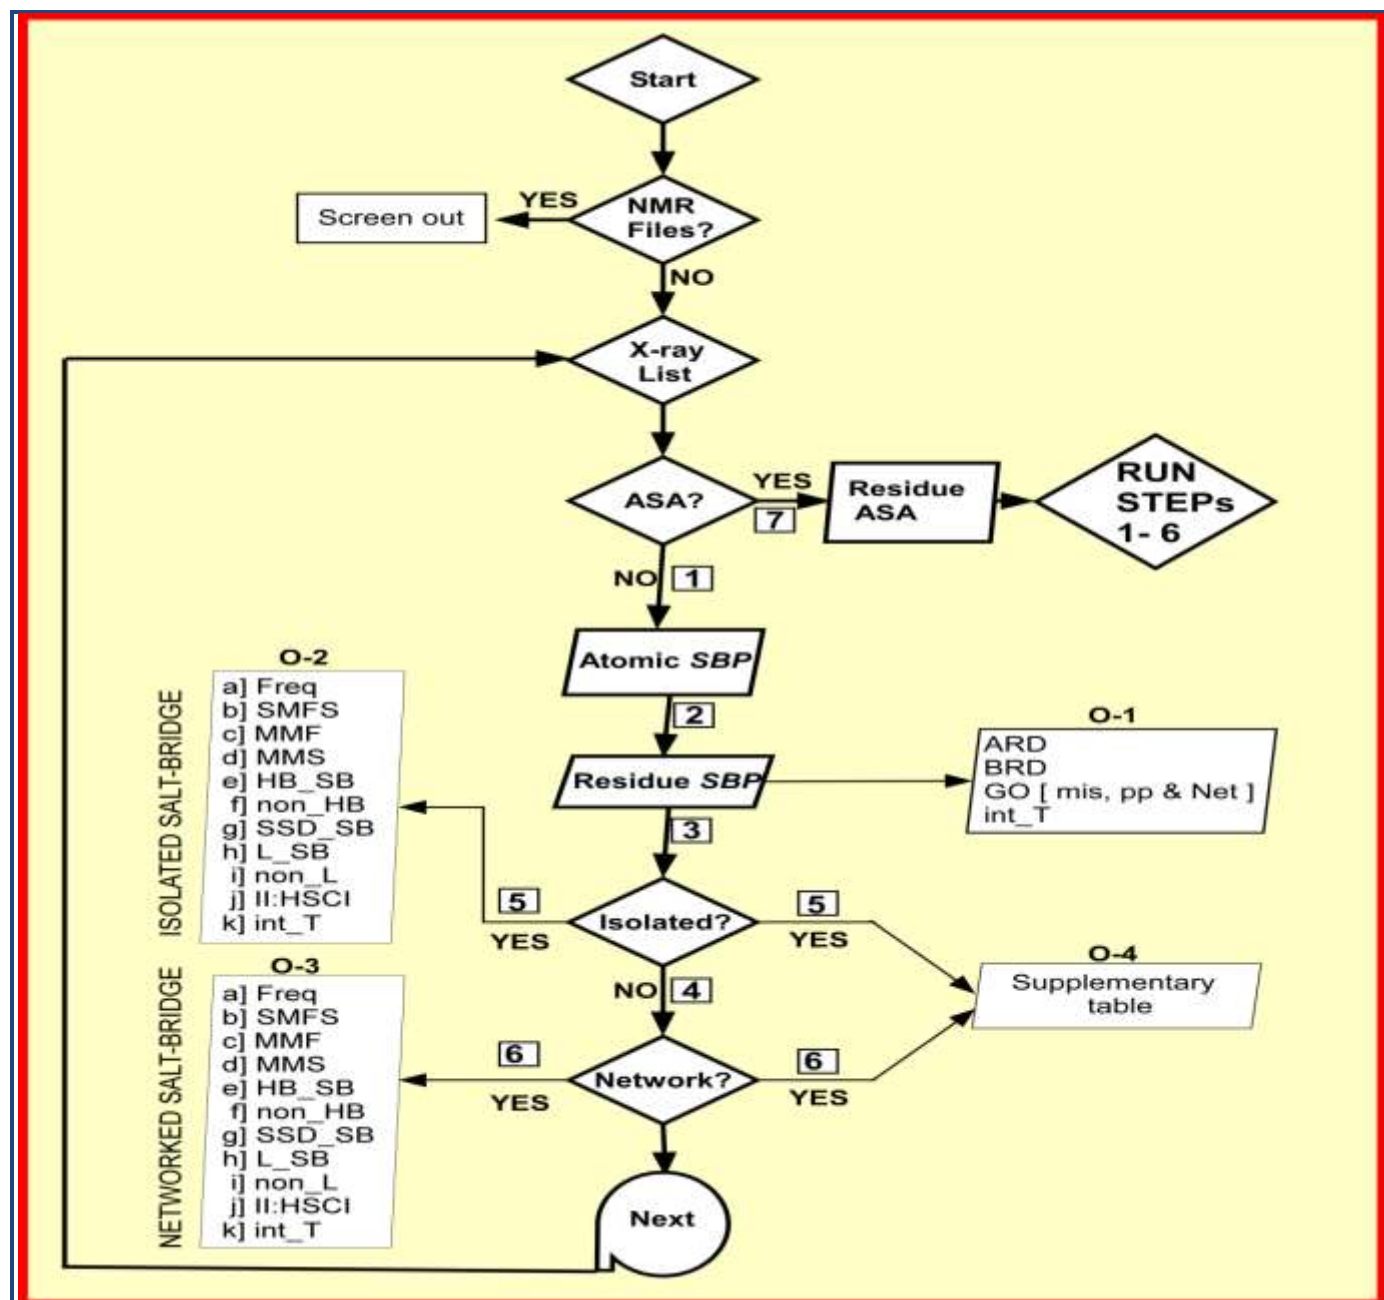 Start
YES
Screen out
NMR
Files?
NO
X-ray
List
ASA?
YES
7
Residue
ASA
RUN
STEPs
1- 6
NO
1
Atomic SBP
2
Residue SBP
O-1
ARD
BRD
GO [ mis, pp & Net ]
int_T
3
O-2
ISOLATED SALT-BRIDGE
a] Freq
b] SMFS
c] MMF
d] MMS
e] HB_SB
f] non_HB
g] SSD_SB
h] L_SB
i] non_L
j] II:HSCI
k] int_T
5
YES
Isolated?
5
YES
NO
4
O-4
Supplementary
table
O-3
NETWORKED SALT-BRIDGE
a] Freq
b] SMFS
c] MMF
d] MMS
e] HB_SB
f] non_HB
g] SSD_SB
h] L_SB
i] non_L
j] II:HSCI
k] int_T
6
YES
Network?
6
YES
Next